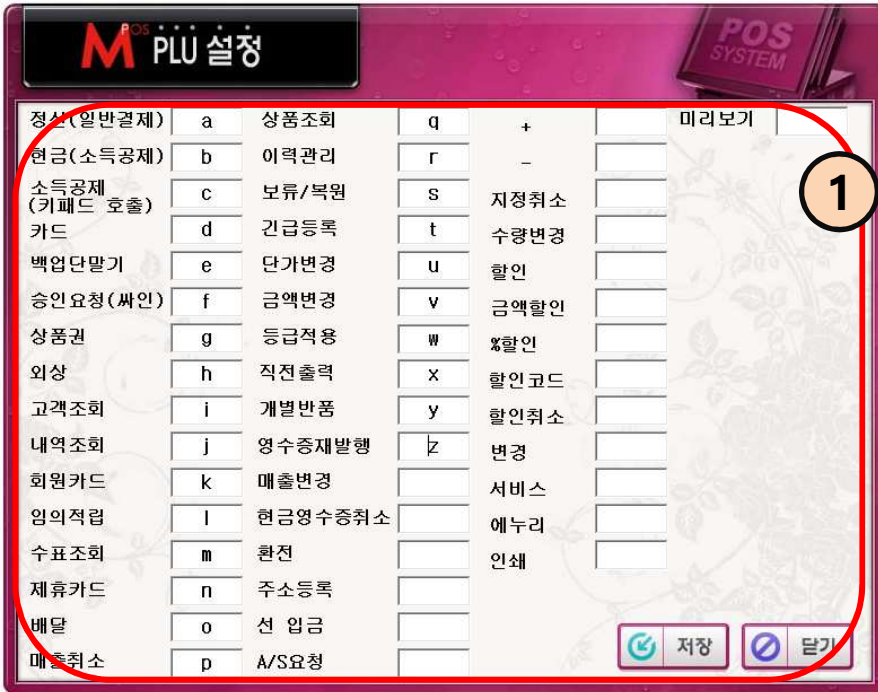 MPOS PLU 설정
POS
SYSTEM
정산(일반결제) a 상품조회 q + 미리보기
현금(소득공제) b 이력관리 r -
소득공제
(키패드 호출) c 보류/복원 s 지정취소
카드 d 긴급등록 t 수량변경
백업단말기 e 단가변경 u 할인
승인요청(싸인) f 금액변경 v 금액할인
상품권 g 등급적용 w %할인
외상 h 직전출력 x 할인코드
고객조회 i 개별반품 y 할인취소
내역조회 j 영수증재발행 z 변경
회원카드 k 매출변경 서비스
임의적립 l 현금영수증취소 에누리
수표조회 m 환전 인쇄
제휴카드 n 주소등록
배달 o 선 입금
매출취소 p A/S요청
저장 닫기
1